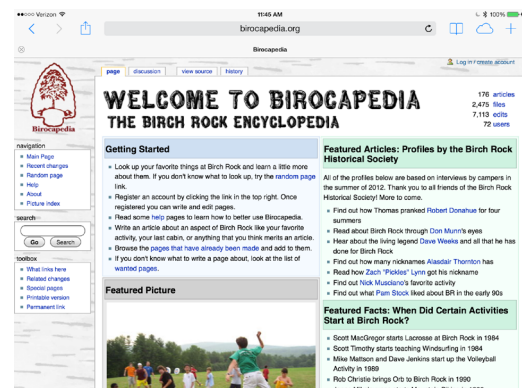 Verizon
11:45 AM
100%
birocapedia.org
Birocapedia
Log in / create account
page
discussion
view source
history
WELCOME TO BIROCAPEDIA
THE BIRCH ROCK ENCYCLOPEDIA
176 articles
2,475 files
7,113 edits
72 users
Birocapedia
navigation
Main Page
Recent changes
Random page
Help
About
Picture index
search
Go
Search
toolbox
What links here
Related changes
Special pages
Printable version
Permanent link
Getting Started
Look up your favorite things at Birch Rock and learn a little more
about them. If you don't know what to look up, try the random page
link.
Register an account by clicking the link in the top right. Once
registered you can write and edit pages.
Read some help pages to learn how to better use Birocapedia.
Write an article about an aspect of Birch Rock like your favorite
activity, your last cabin, or anything that you think merits an article.
Browse the pages that have already been made and add to them.
If you don't know what to write a page about, look at the list of
wanted pages.
Featured Picture
Featured Articles: Profiles by the Birch Rock
Historical Society
All of the profiles below are based on interviews by campers in
the summer of 2012. Thank you to all friends of the Birch Rock
Historical Society! More to come.
Find out how Thomas pranked Robert Donahue for four
summers
Read about Birch Rock through Don Munn's eyes
Hear about the living legend Dave Weeks and all that he has
done for Birch Rock
Find out how many nicknames Alasdair Thornton has
Read how Zach "Pickles" Lynn got his nickname
Find out Nick Musciano's favorite activity
Find out what Pam Stock liked about BR in the early 90s
Featured Facts: When Did Certain Activities
Start at Birch Rock?
Scott MacGregor starts Lacrosse at Birch Rock in 1984
Scott Timothy starts teaching Windsurfing in 1984
Mike Mattson and Dave Jenkins start up the Volleyball
Activity in 1989
Rob Christie brings Orb to Birch Rock in 1990